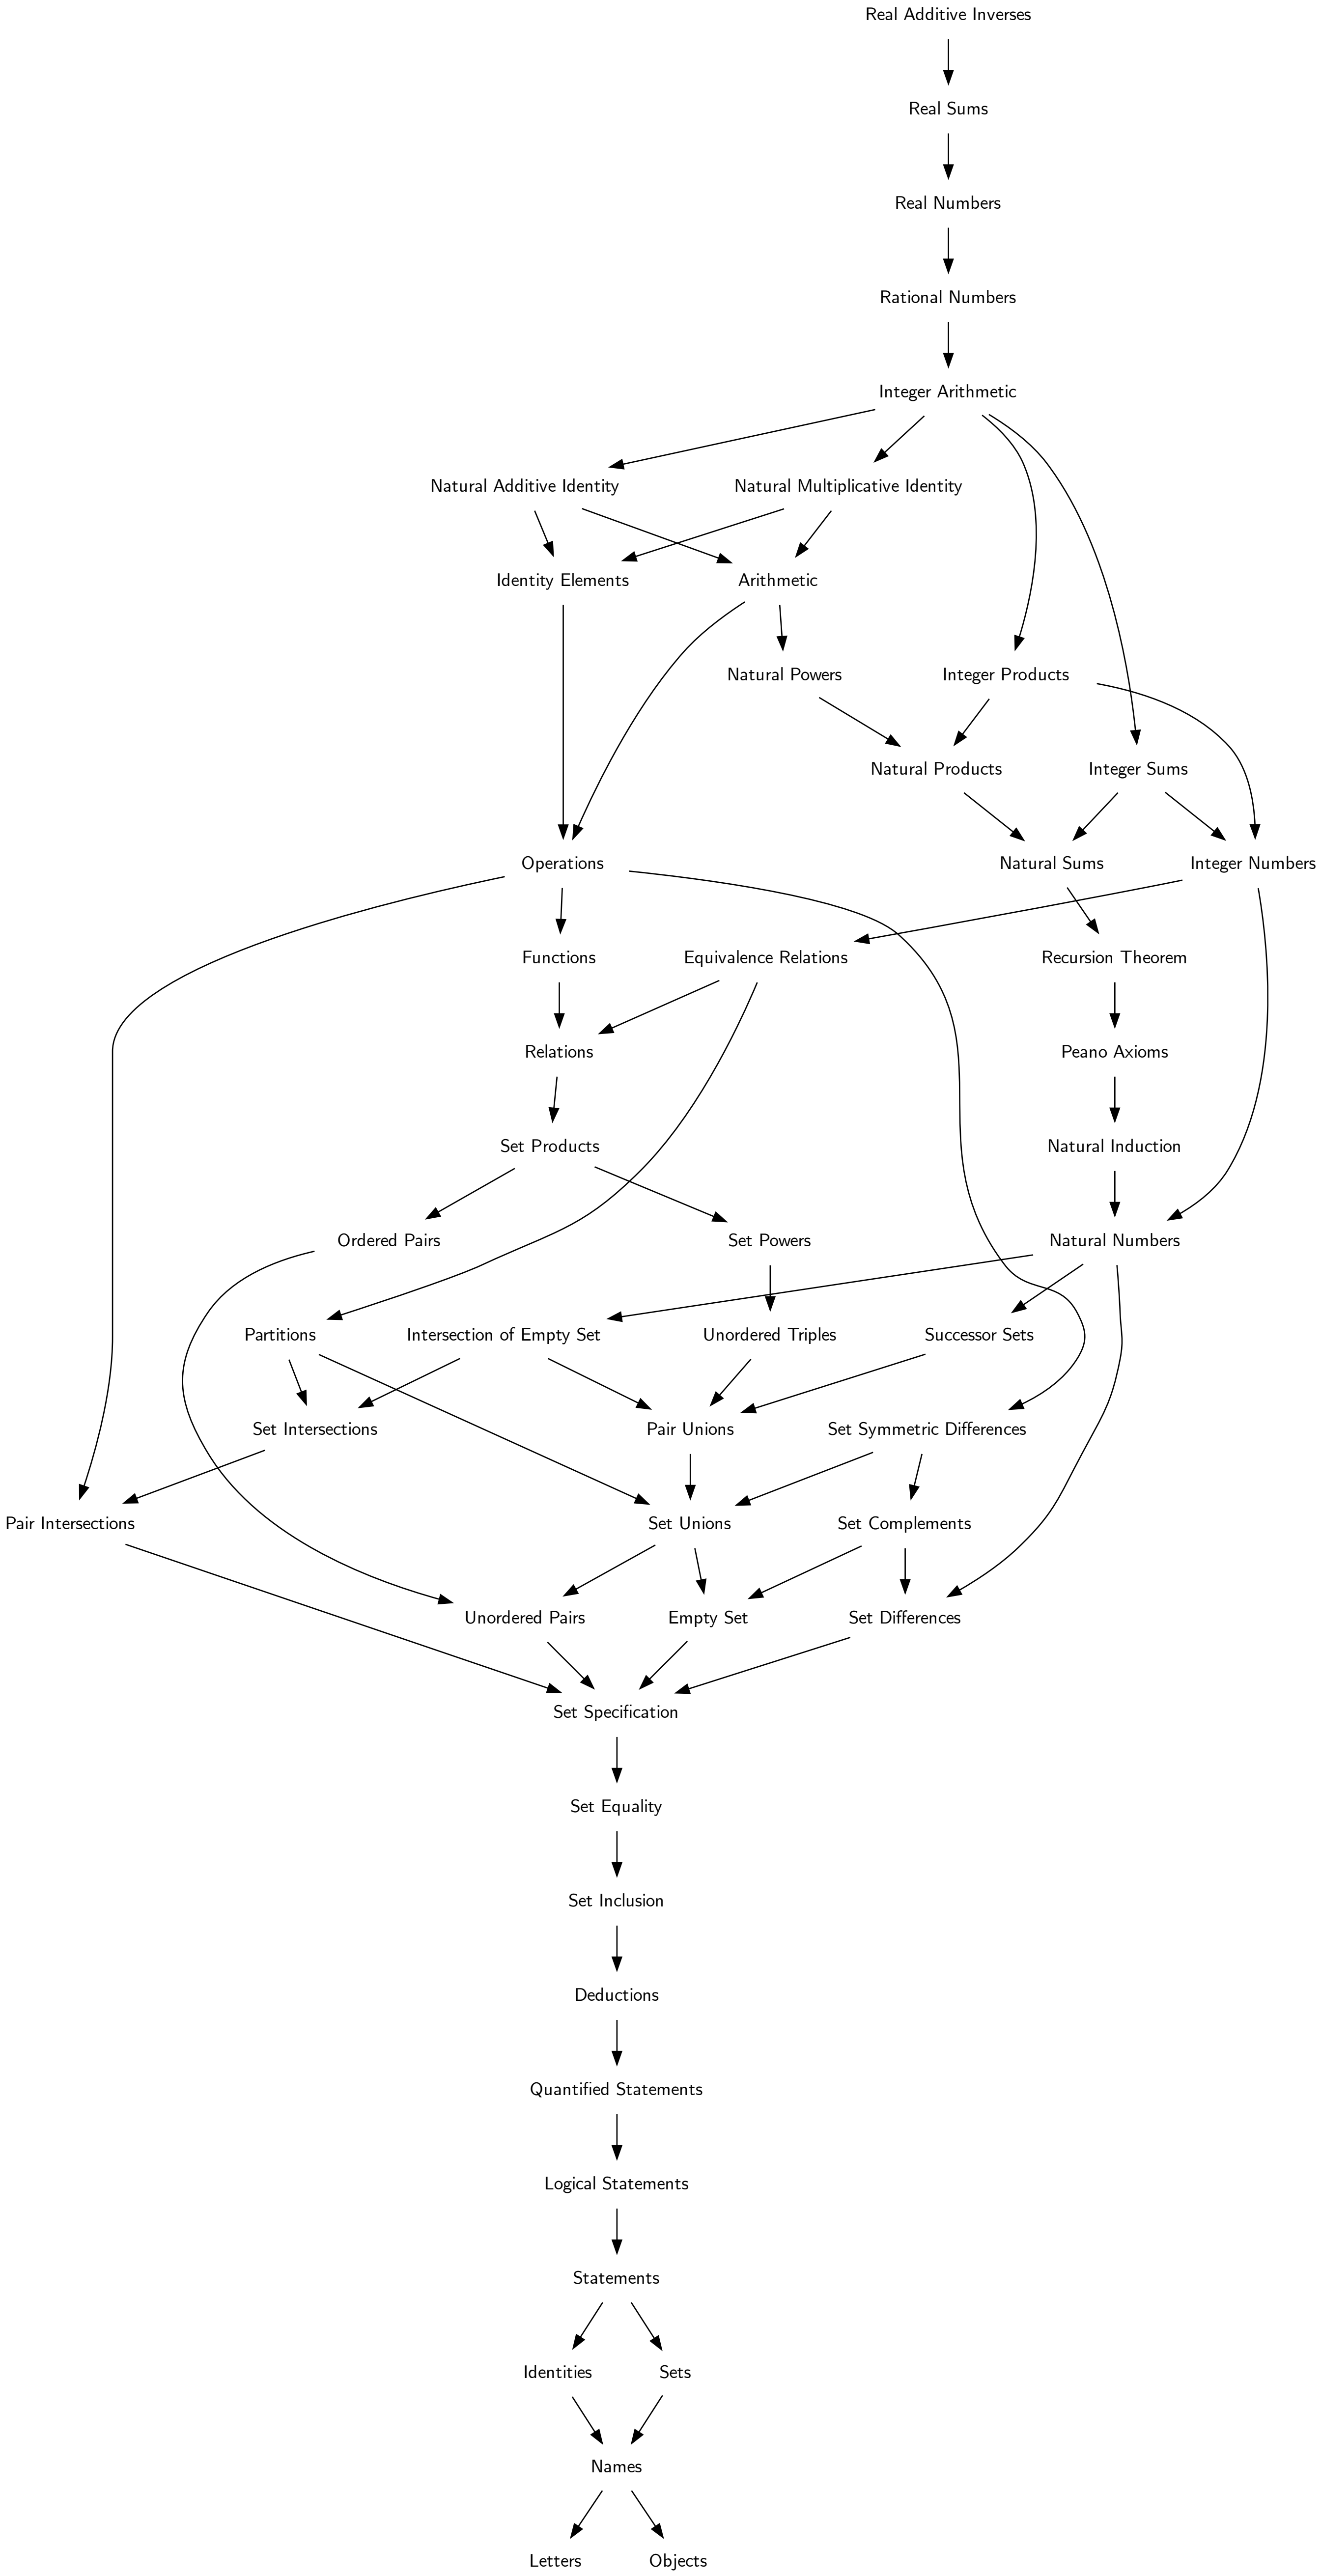 Real Additive Inverses
Real Sums
Real Numbers
Rational Numbers
Integer Arithmetic
Natural Additive Identity
Natural Multiplicative Identity
Identity Elements
Arithmetic
Natural Powers
Integer Products
Natural Products
Integer Sums
Operations
Natural Sums
Integer Numbers
Functions
Equivalence Relations
Recursion Theorem
Relations
Peano Axioms
Set Products
Natural Induction
Ordered Pairs
Set Powers
Natural Numbers
Partitions
Intersection of Empty Set
Unordered Triples
Successor Sets
Set Intersections
Pair Unions
Set Symmetric Differences
Pair Intersections
Set Unions
Set Complements
Unordered Pairs
Empty Set
Set Differences
Set Specification
Set Equality
Set Inclusion
Deductions
Quantified Statements
Logical Statements
Statements
Identities
Sets
Names
Letters
Objects